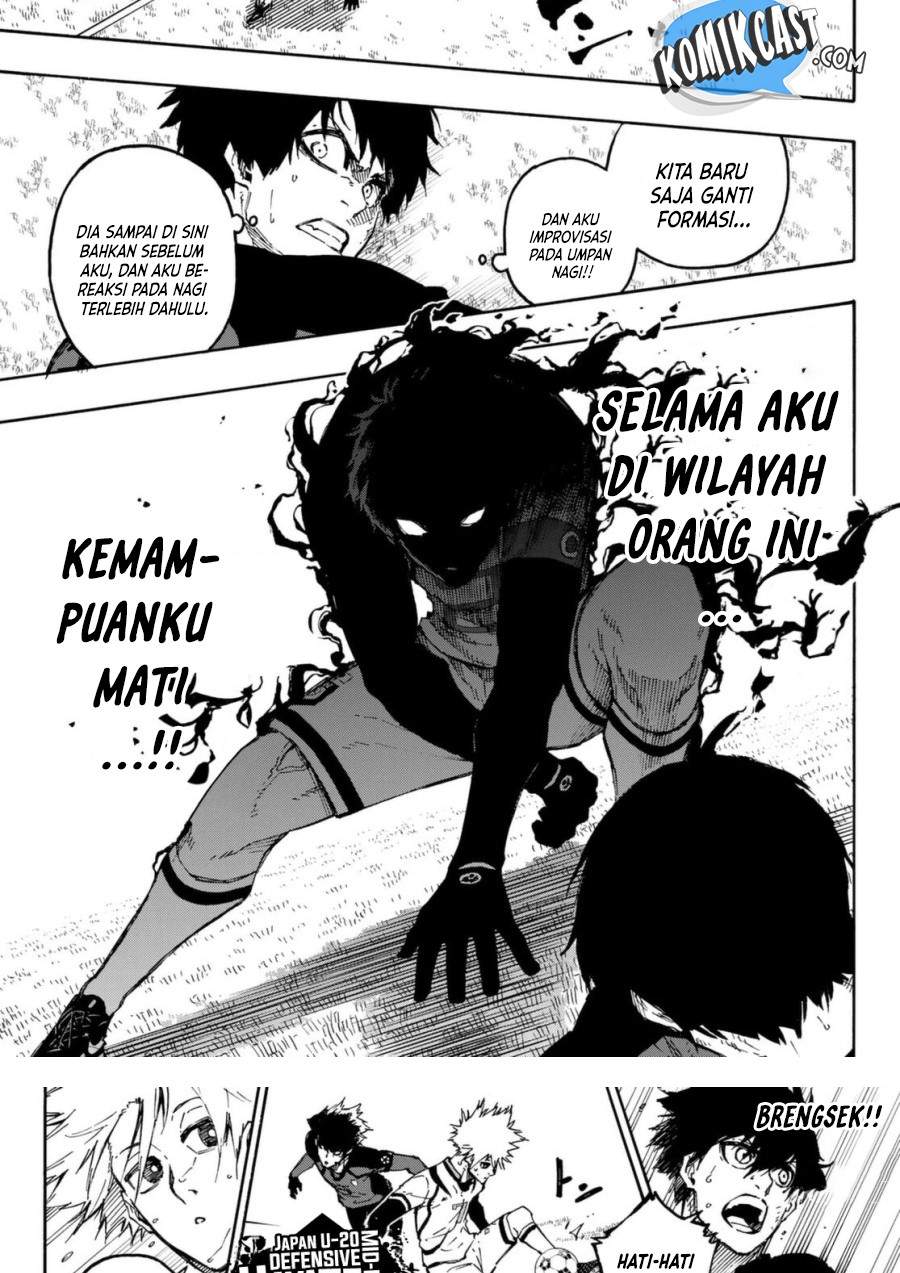 KOMIKCAST
.COM
KITA BARU
SAJA GANTI
FORMASI...
DAN AKU
IMPROVISASI
PADA UMPAN
NAGI!!
DIA SAMPAI DI SINI
BAHKAN SEBELUM
AKU, DAN AKU BE-
REAKSI PADA NAGI
TERLEBIH DAHULU.
SELAMA AKU
DI WILAYAH
ORANG INI
...
KEMAM-
PUANKU
MATI
.....!!
BRENGSEK!!
JAPAN U-20
DEFENSIVE
HATI-HATI